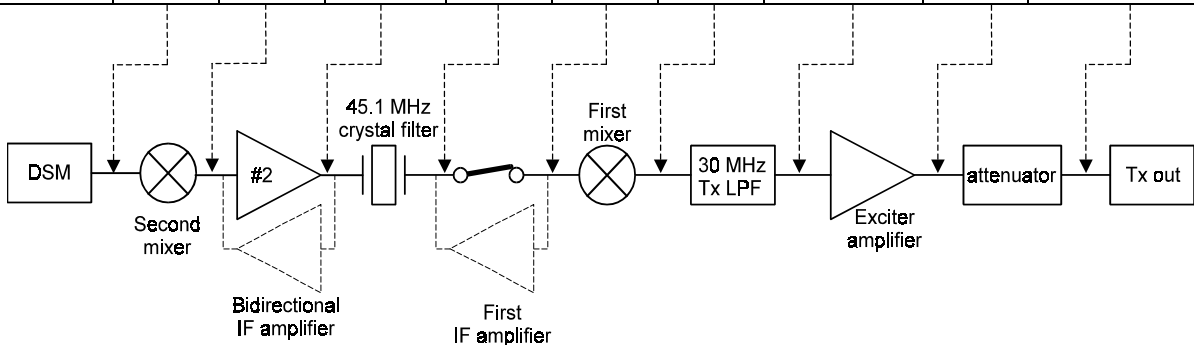 DSM
Second
mixer
#2
Bidirectional
IF amplifier
45.1 MHz
crystal filter
First
IF amplifier
First
mixer
30 MHz
Tx LPF
Exciter
amplifier
attenuator
Tx out